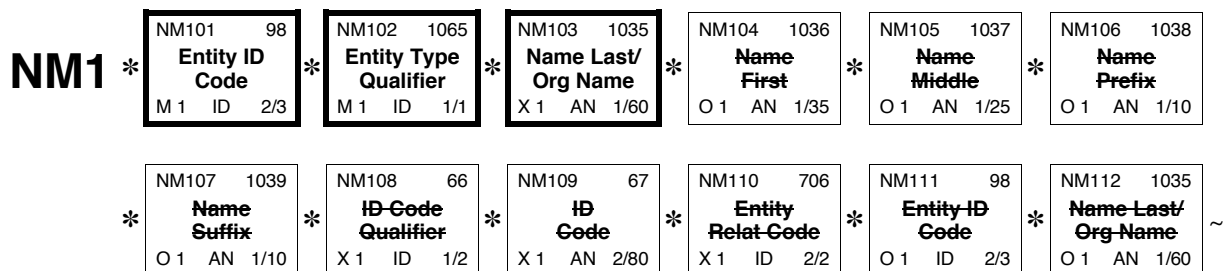 NM101 98 NM102 1065 NM103 1035 NM104 1036 NM105 1037 NM106 1038
NM1 * Entity ID * Entity Type * Name Last/ * Name * Name * Name
Code Qualifier Org Name First Middle Prefix
M 1 ID 2/3 M 1 ID 1/1 X 1 AN 1/60 O 1 AN 1/35 O 1 AN 1/25 O 1 AN 1/10
NM107 1039 NM108 66 NM109 67 NM110 706 NM111 98 NM112 1035
* Name * ID Code * ID * Entity * Entity ID * Name Last/ ~
Suffix Qualifier Code Relat Code Code Org Name
O 1 AN 1/10 X 1 ID 1/2 X 1 AN 2/80 X 1 ID 2/2 O 1 ID 2/3 O 1 AN 1/60